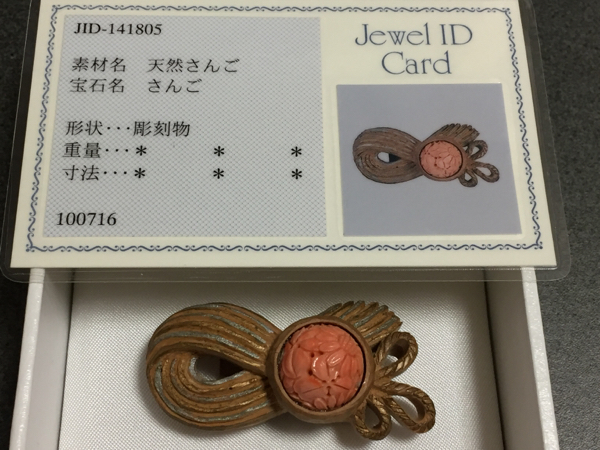 JID-141805
Jewel ID
Card
素材名 天然さんご
宝石名 さんご
形状･･･彫刻物
重量･･･* * *
寸法･･･* * *
100716